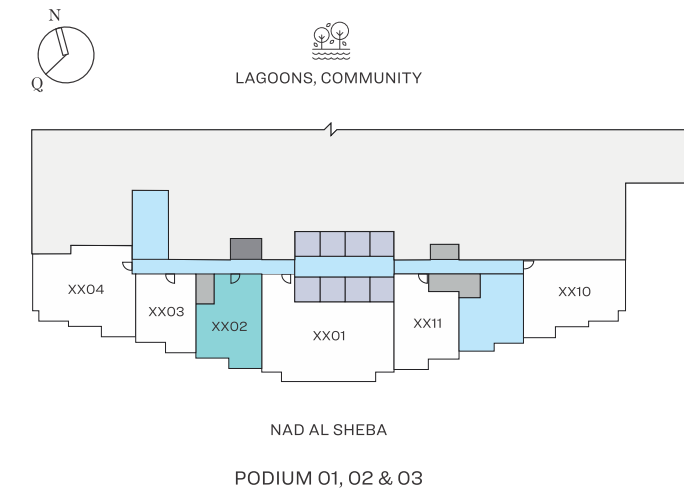 N
Q
LAGOONS, COMMUNITY
XX04
XX03
XX02
XX01
XX11
XX10
NAD AL SHEBA
PODIUM 01, 02 & 03